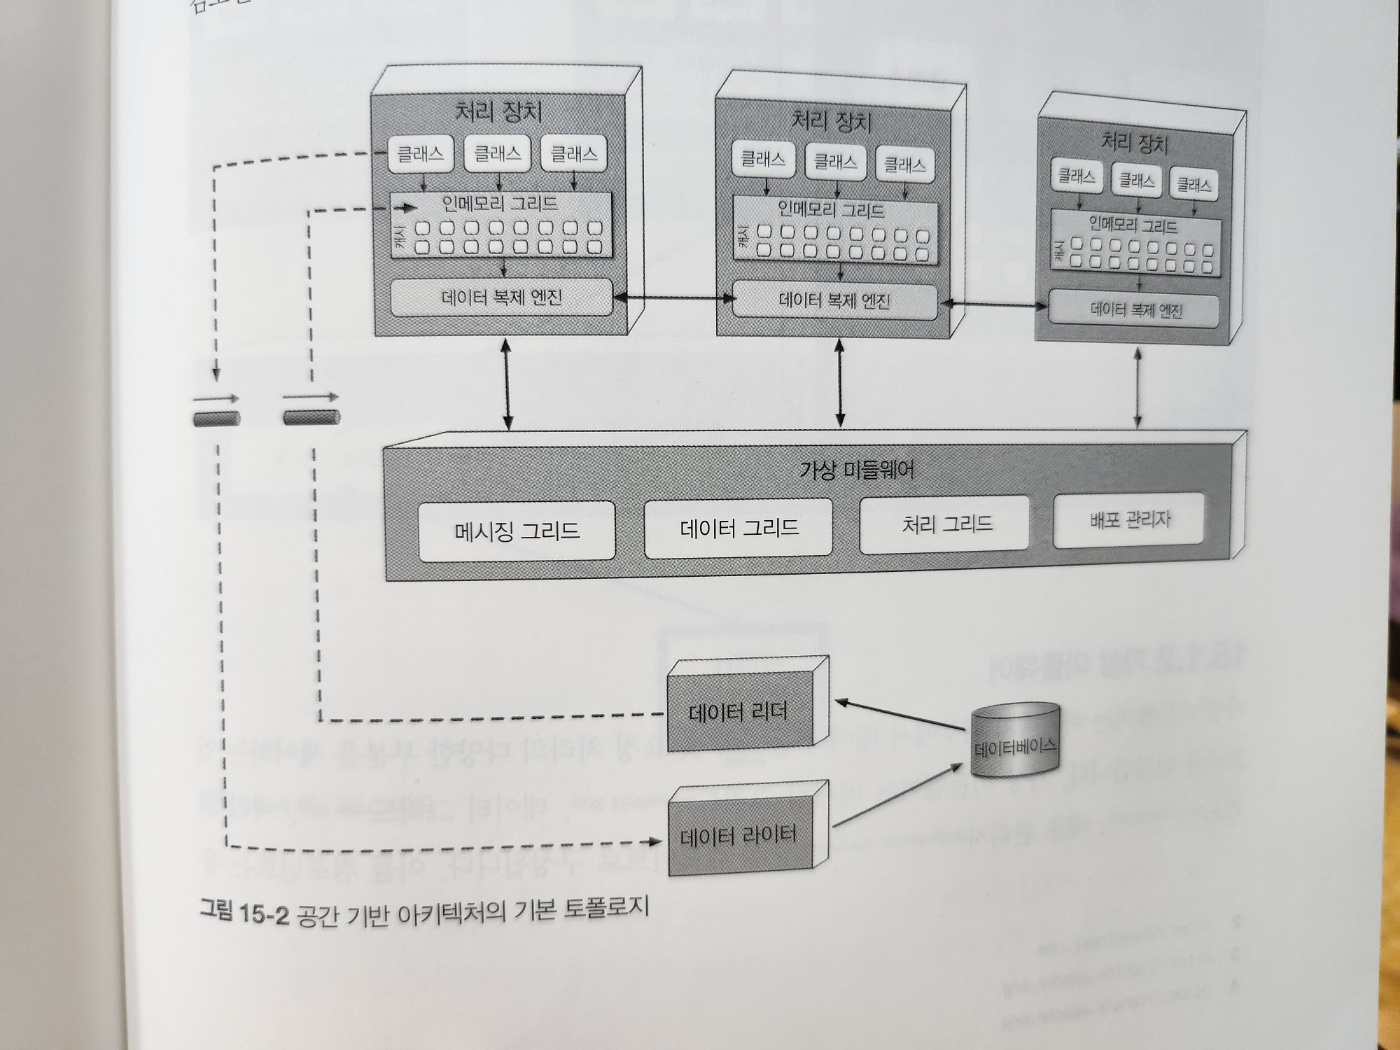 처리 장치
클래스 클래스 클래스
인메모리 그리드
캐시
데이터 복제 엔진
처리 장치
클래스 클래스 클래스
인메모리 그리드
캐시
데이터 복제 엔진
처리 장치
클래스 클래스 클래스
인메모리 그리드
캐시
데이터 복제 엔진
가상 미들웨어
메시징 그리드 데이터 그리드 처리 그리드 배포 관리자
데이터 리더
데이터베이스
데이터 라이터
그림 15-2 공간 기반 아키텍처의 기본 토폴로지